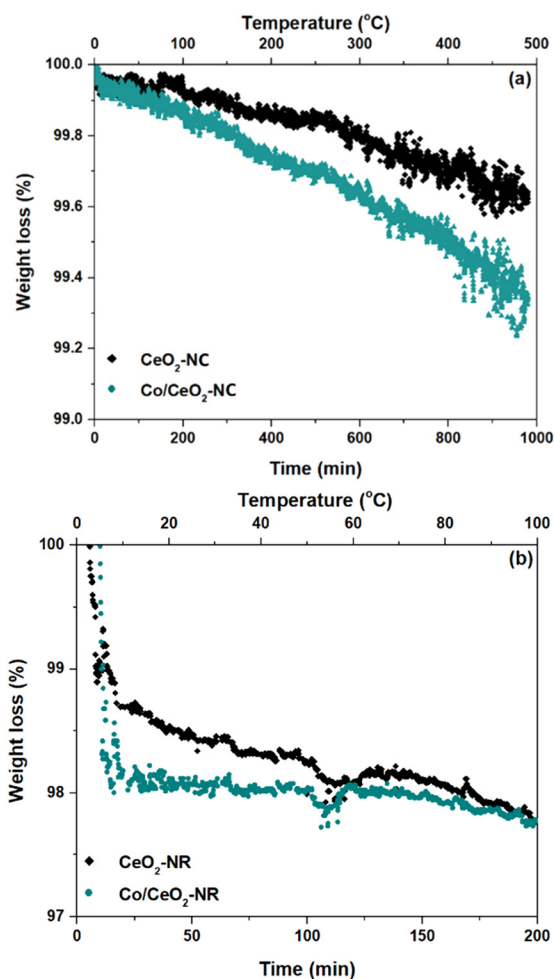 Temperature (°C)
0 100 200 300 400 500
(a)
100.0
99.8
99.6
99.4
99.2
99.0
Weight loss (%)
CeO₂-NC
Co/CeO₂-NC
0 200 400 600 800 1000
Time (min)
Temperature (°C)
0 20 40 60 80 100
(b)
100
99
98
97
Weight loss (%)
CeO₂-NR
Co/CeO₂-NR
0 50 100 150 200
Time (min)